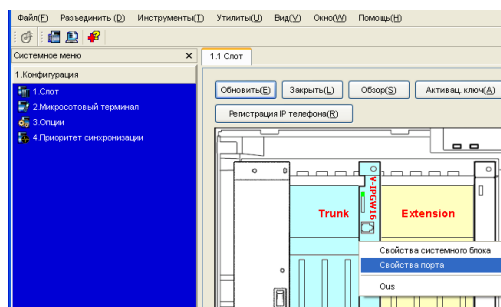 Файл(F) Разъединить (D) Инструменты(T) Утилиты(U) Вид(V) Окно(W) Помощь(H)
Системное меню
1.1 Слот
1.Конфигурация
1.Слот
2.Микросотовый терминал
3.Опции
4.Приоритет синхронизации
Обновить(E) Закрыть(L) Обзор(S) Активац. ключ(A)
Регистрация IP телефона(R)
Trunk
V-IPGW16
Extension
Свойства системного блока
Свойства порта
Ous